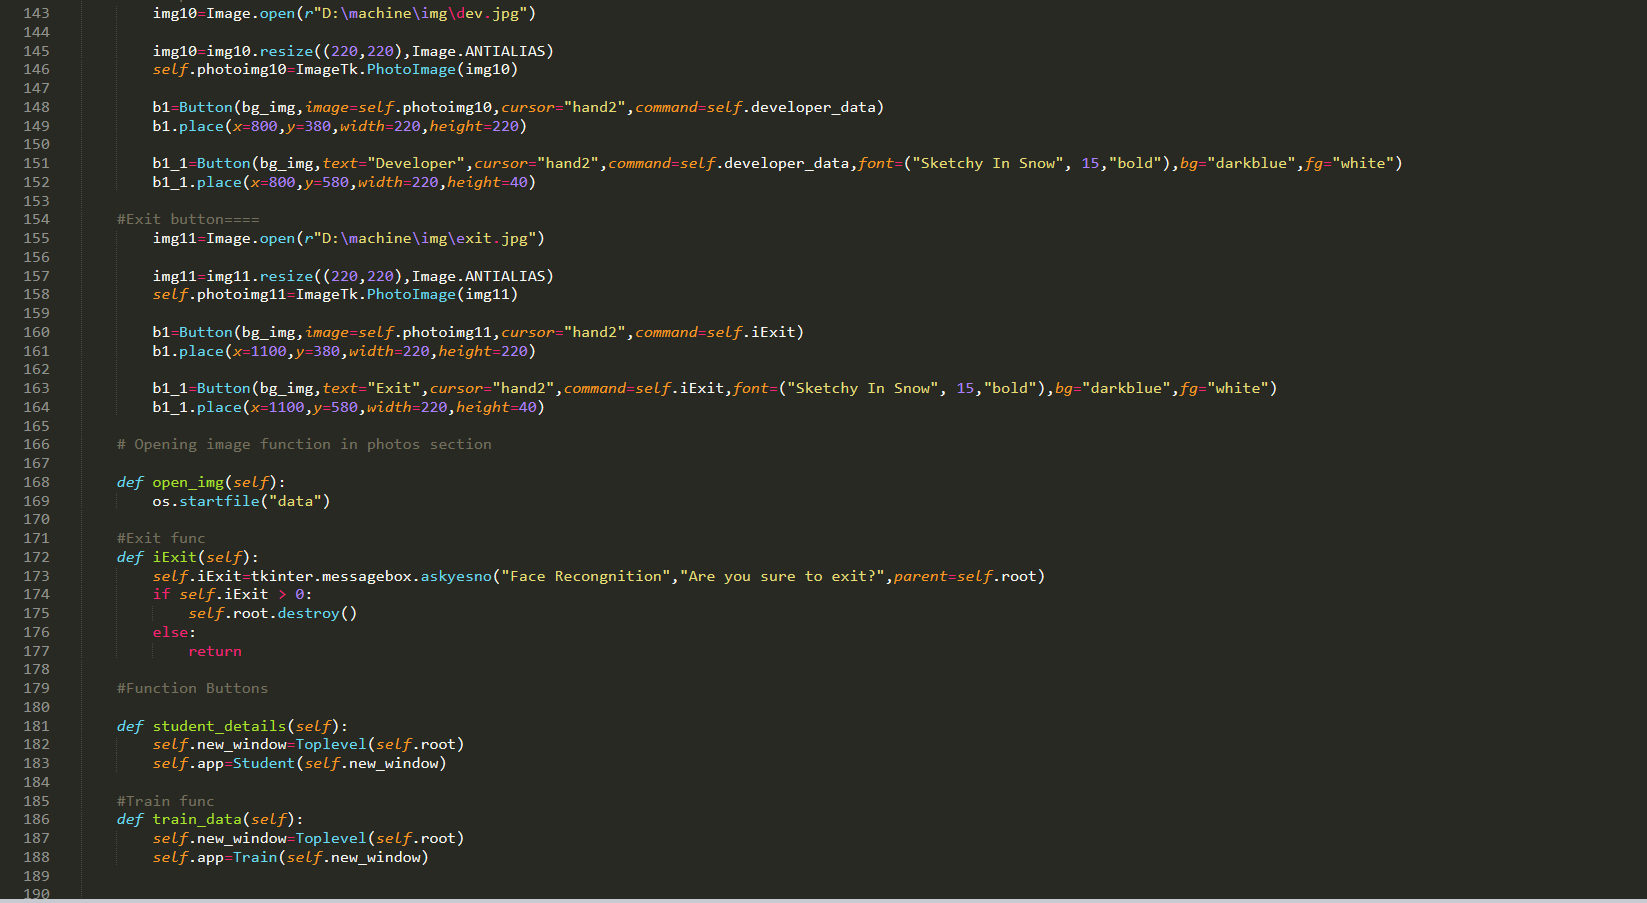 143 img10=Image.open(r"D:\machine\img\dev.jpg")
144
145 img10=img10.resize((220,220),Image.ANTIALIAS)
146 self.photoimg10=ImageTk.PhotoImage(img10)
147
148 b1=Button(bg_img,image=self.photoimg10,cursor="hand2",command=self.developer_data)
149 b1.place(x=800,y=380,width=220,height=220)
150
151 b1_1=Button(bg_img,text="Developer",cursor="hand2",command=self.developer_data,font=("Sketchy In Snow", 15,"bold"),bg="darkblue",fg="white")
152 b1_1.place(x=800,y=580,width=220,height=40)
153
154 #Exit button====
155 img11=Image.open(r"D:\machine\img\exit.jpg")
156
157 img11=img11.resize((220,220),Image.ANTIALIAS)
158 self.photoimg11=ImageTk.PhotoImage(img11)
159
160 b1=Button(bg_img,image=self.photoimg11,cursor="hand2",command=self.iExit)
161 b1.place(x=1100,y=380,width=220,height=220)
162
163 b1_1=Button(bg_img,text="Exit",cursor="hand2",command=self.iExit,font=("Sketchy In Snow", 15,"bold"),bg="darkblue",fg="white")
164 b1_1.place(x=1100,y=580,width=220,height=40)
165
166 # Opening image function in photos section
167
168 def open_img(self):
169 os.startfile("data")
170
171 #Exit func
172 def iExit(self):
173 self.iExit=tkinter.messagebox.askyesno("Face Recongnition","Are you sure to exit?",parent=self.root)
174 if self.iExit > 0:
175 self.root.destroy()
176 else:
177 return
178
179 #Function Buttons
180
181 def student_details(self):
182 self.new_window=Toplevel(self.root)
183 self.app=Student(self.new_window)
184
185 #Train func
186 def train_data(self):
187 self.new_window=Toplevel(self.root)
188 self.app=Train(self.new_window)
189
190